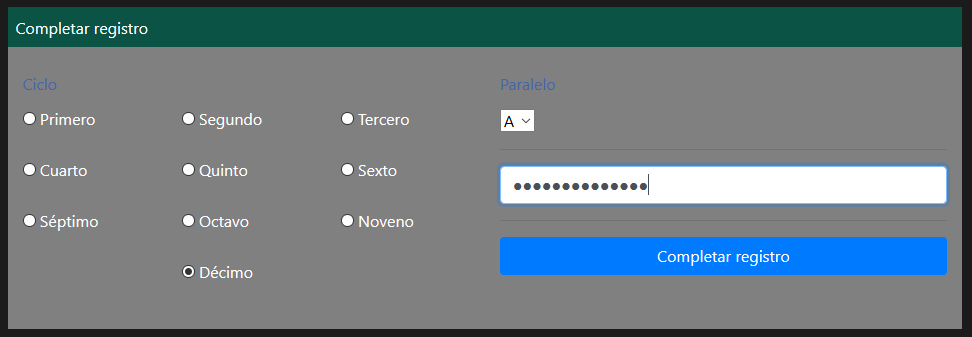 Completar registro
Ciclo
Primero
Segundo
Tercero
Cuarto
Quinto
Sexto
Séptimo
Octavo
Noveno
Décimo
Paralelo
A
••••••••••••••
Completar registro